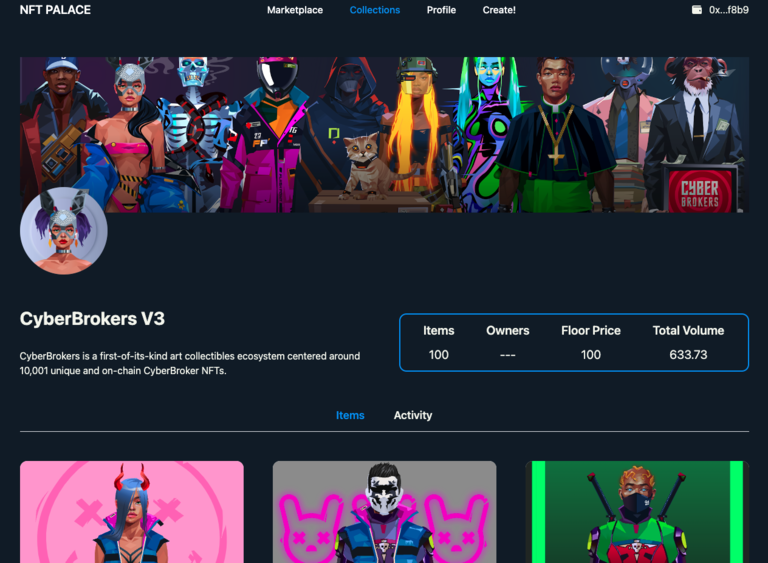 NFT PALACE
Marketplace
Collections
Profile
Create!
0x...f8b9
CYBER
BROKERS
CyberBrokers V3
CyberBrokers is a first-of-its-kind art collectibles ecosystem centered around
10,001 unique and on-chain CyberBroker NFTs.
Items Owners Floor Price Total Volume
100 --- 100 633.73
Items
Activity